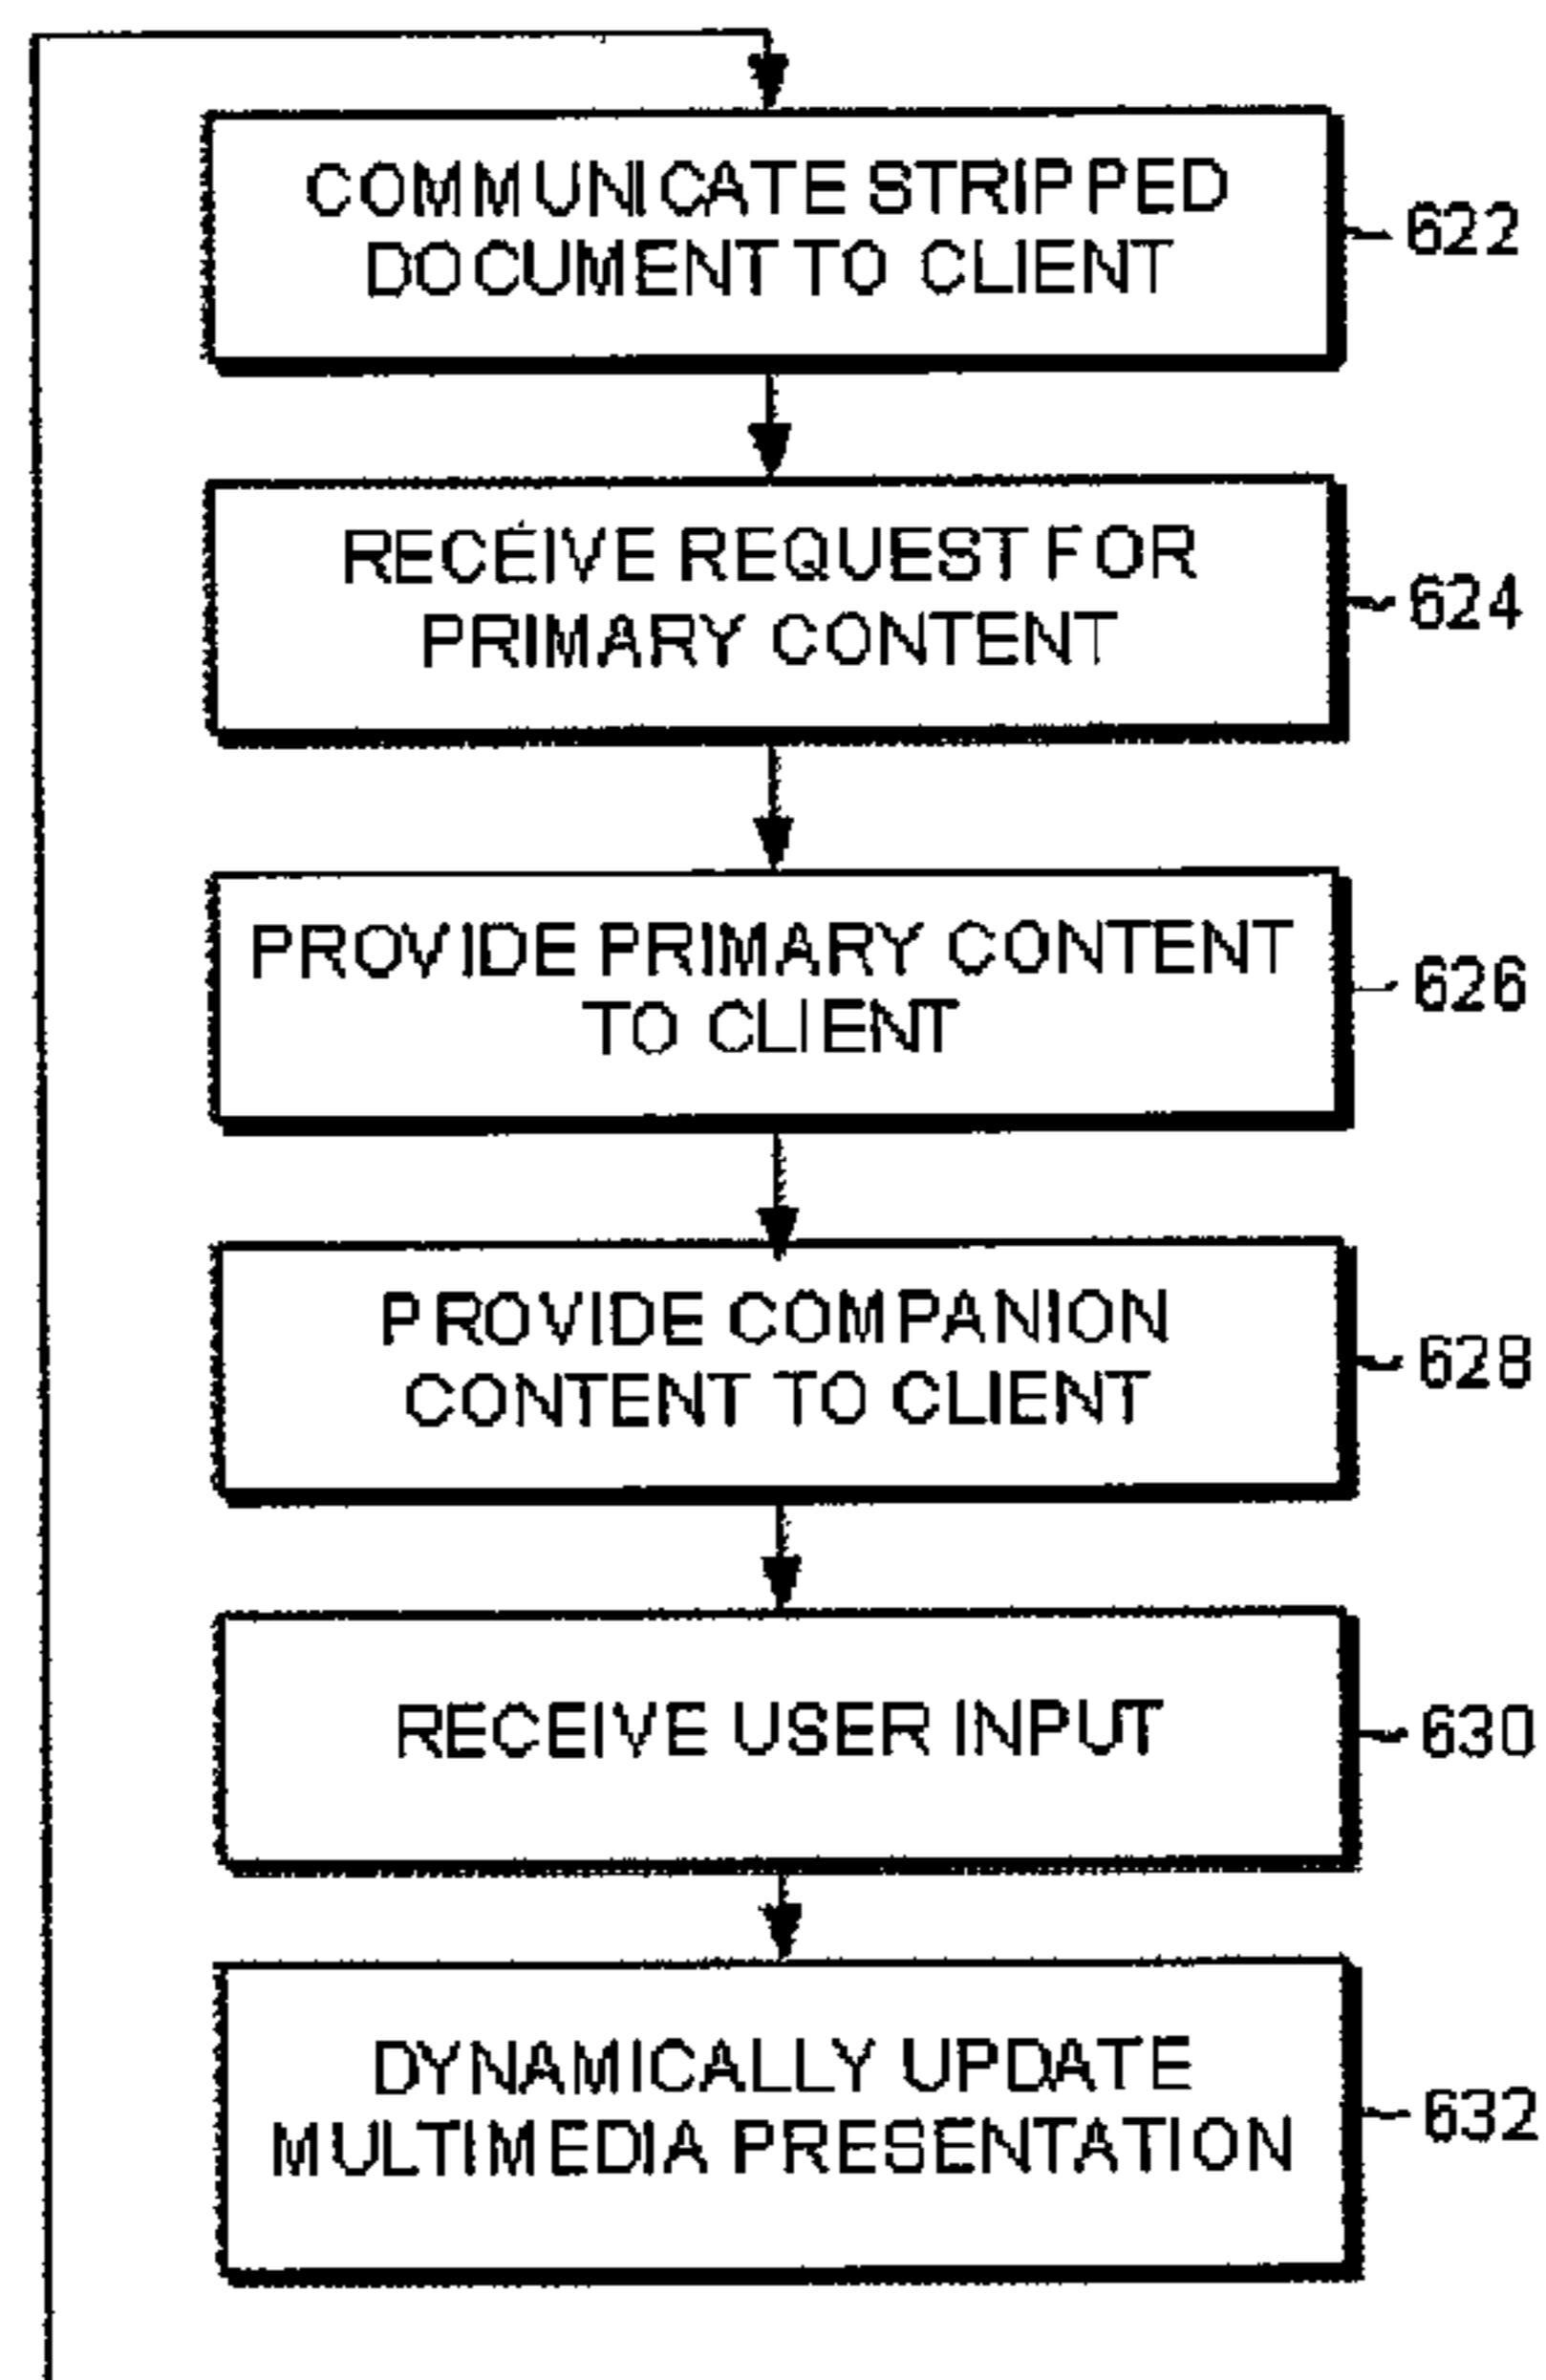 COMMUNICATE STRIPPED
DOCUMENT TO CLIENT
622
RECEIVE REQUEST FOR
PRIMARY CONTENT
624
PROVIDE PRIMARY CONTENT
TO CLIENT
626
PROVIDE COMPANION
CONTENT TO CLIENT
628
RECEIVE USER INPUT
630
DYNAMICALLY UPDATE
MULTIMEDIA PRESENTATION
632